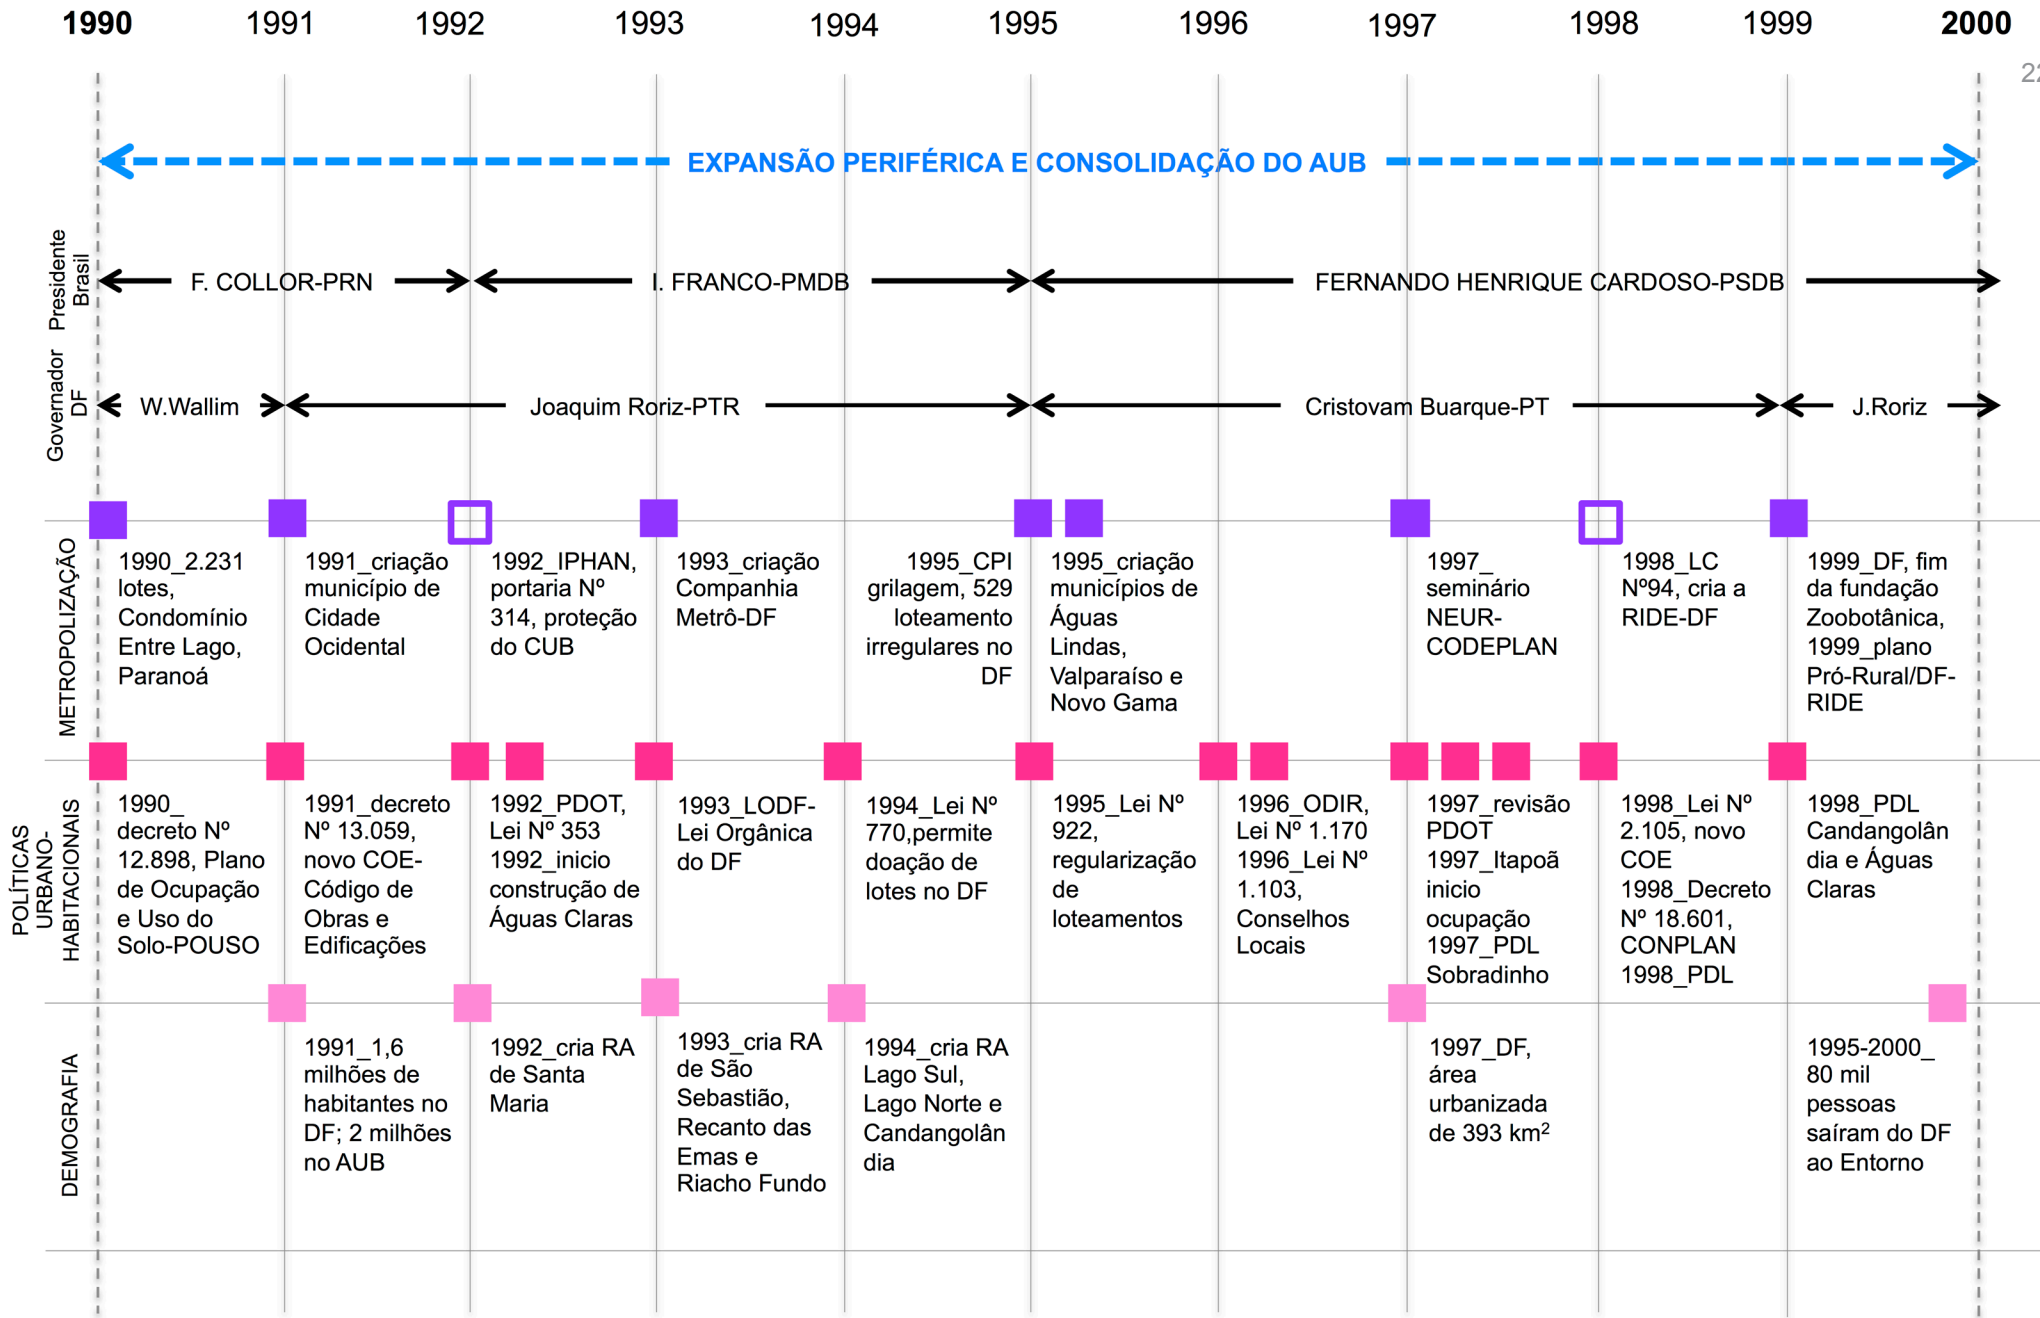 1990 1991 1992 1993 1994 1995 1996 1997 1998 1999 2000
22
EXPANSÃO PERIFÉRICA E CONSOLIDAÇÃO DO AUB
Presidente
Brasil
F. COLLOR-PRN
I. FRANCO-PMDB
FERNANDO HENRIQUE CARDOSO-PSDB
Governador
DF
W.Wallim
Joaquim Roriz-PTR
Cristovam Buarque-PT
J.Roriz
METROPOLIZAÇÃO
1990_2.231
lotes,
Condomínio
Entre Lago,
Paranoá
1991_criação
município de
Cidade
Ocidental
1992_IPHAN,
portaria Nº
314, proteção
do CUB
1993_criação
Companhia
Metrô-DF
1995_CPI
grilagem, 529
loteamento
irregulares no
DF
1995_criação
municípios de
Águas
Lindas,
Valparaíso e
Novo Gama
1997_
seminário
NEUR-
CODEPLAN
1998_LC
Nº94, cria a
RIDE-DF
1999_DF, fim
da fundação
Zoobotânica,
1999_plano
Pró-Rural/DF-
RIDE
POLÍTICAS
URBANO-
HABITACIONAIS
1990_
decreto Nº
12.898, Plano
de Ocupação
e Uso do
Solo-POUSO
1991_decreto
Nº 13.059,
novo COE-
Código de
Obras e
Edificações
1992_PDOT,
Lei Nº 353
1992_inicio
construção de
Águas Claras
1993_LODF-
Lei Orgânica
do DF
1994_Lei Nº
770,permite
doação de
lotes no DF
1995_Lei Nº
922,
regularização
de
loteamentos
1996_ODIR,
Lei Nº 1.170
1996_Lei Nº
1.103,
Conselhos
Locais
1997_revisão
PDOT
1997_Itapoã
inicio
ocupação
1997_PDL
Sobradinho
1998_Lei Nº
2.105, novo
COE
1998_Decreto
Nº 18.601,
CONPLAN
1998_PDL
1998_PDL
Candangolân
dia e Águas
Claras
DEMOGRAFIA
1991_1,6
milhões de
habitantes no
DF; 2 milhões
no AUB
1992_cria RA
de Santa
Maria
1993_cria RA
de São
Sebastião,
Recanto das
Emas e
Riacho Fundo
1994_cria RA
Lago Sul,
Lago Norte e
Candangolân
dia
1997_DF,
área
urbanizada
de 393 km²
1995-2000_
80 mil
pessoas
saíram do DF
ao Entorno